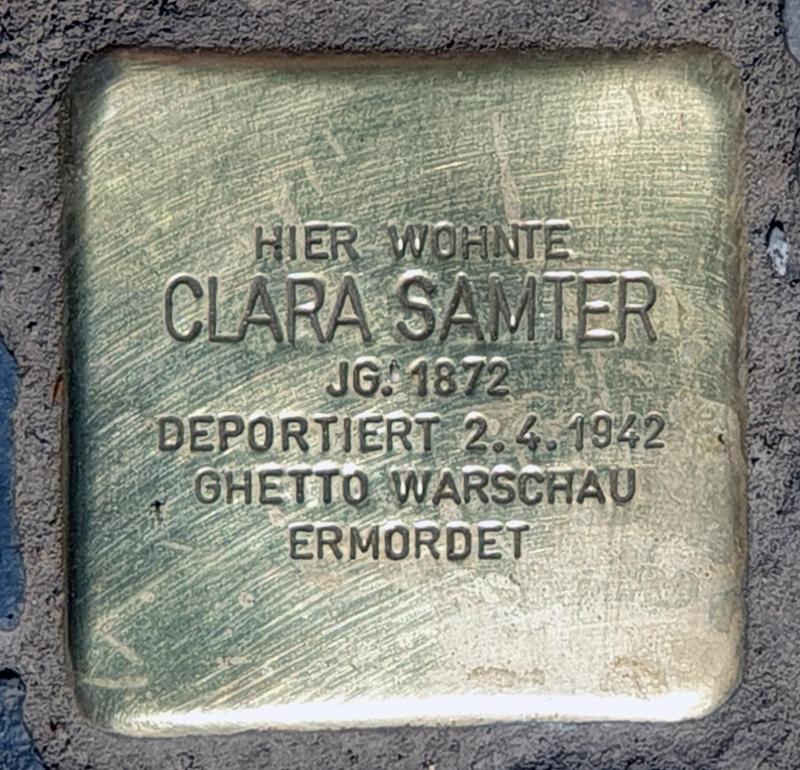 HIER WOHNTE
CLARA SAMTER
JG. 1872
DEPORTIERT 2.4.1942
GHETTO WARSCHAU
ERMORDET